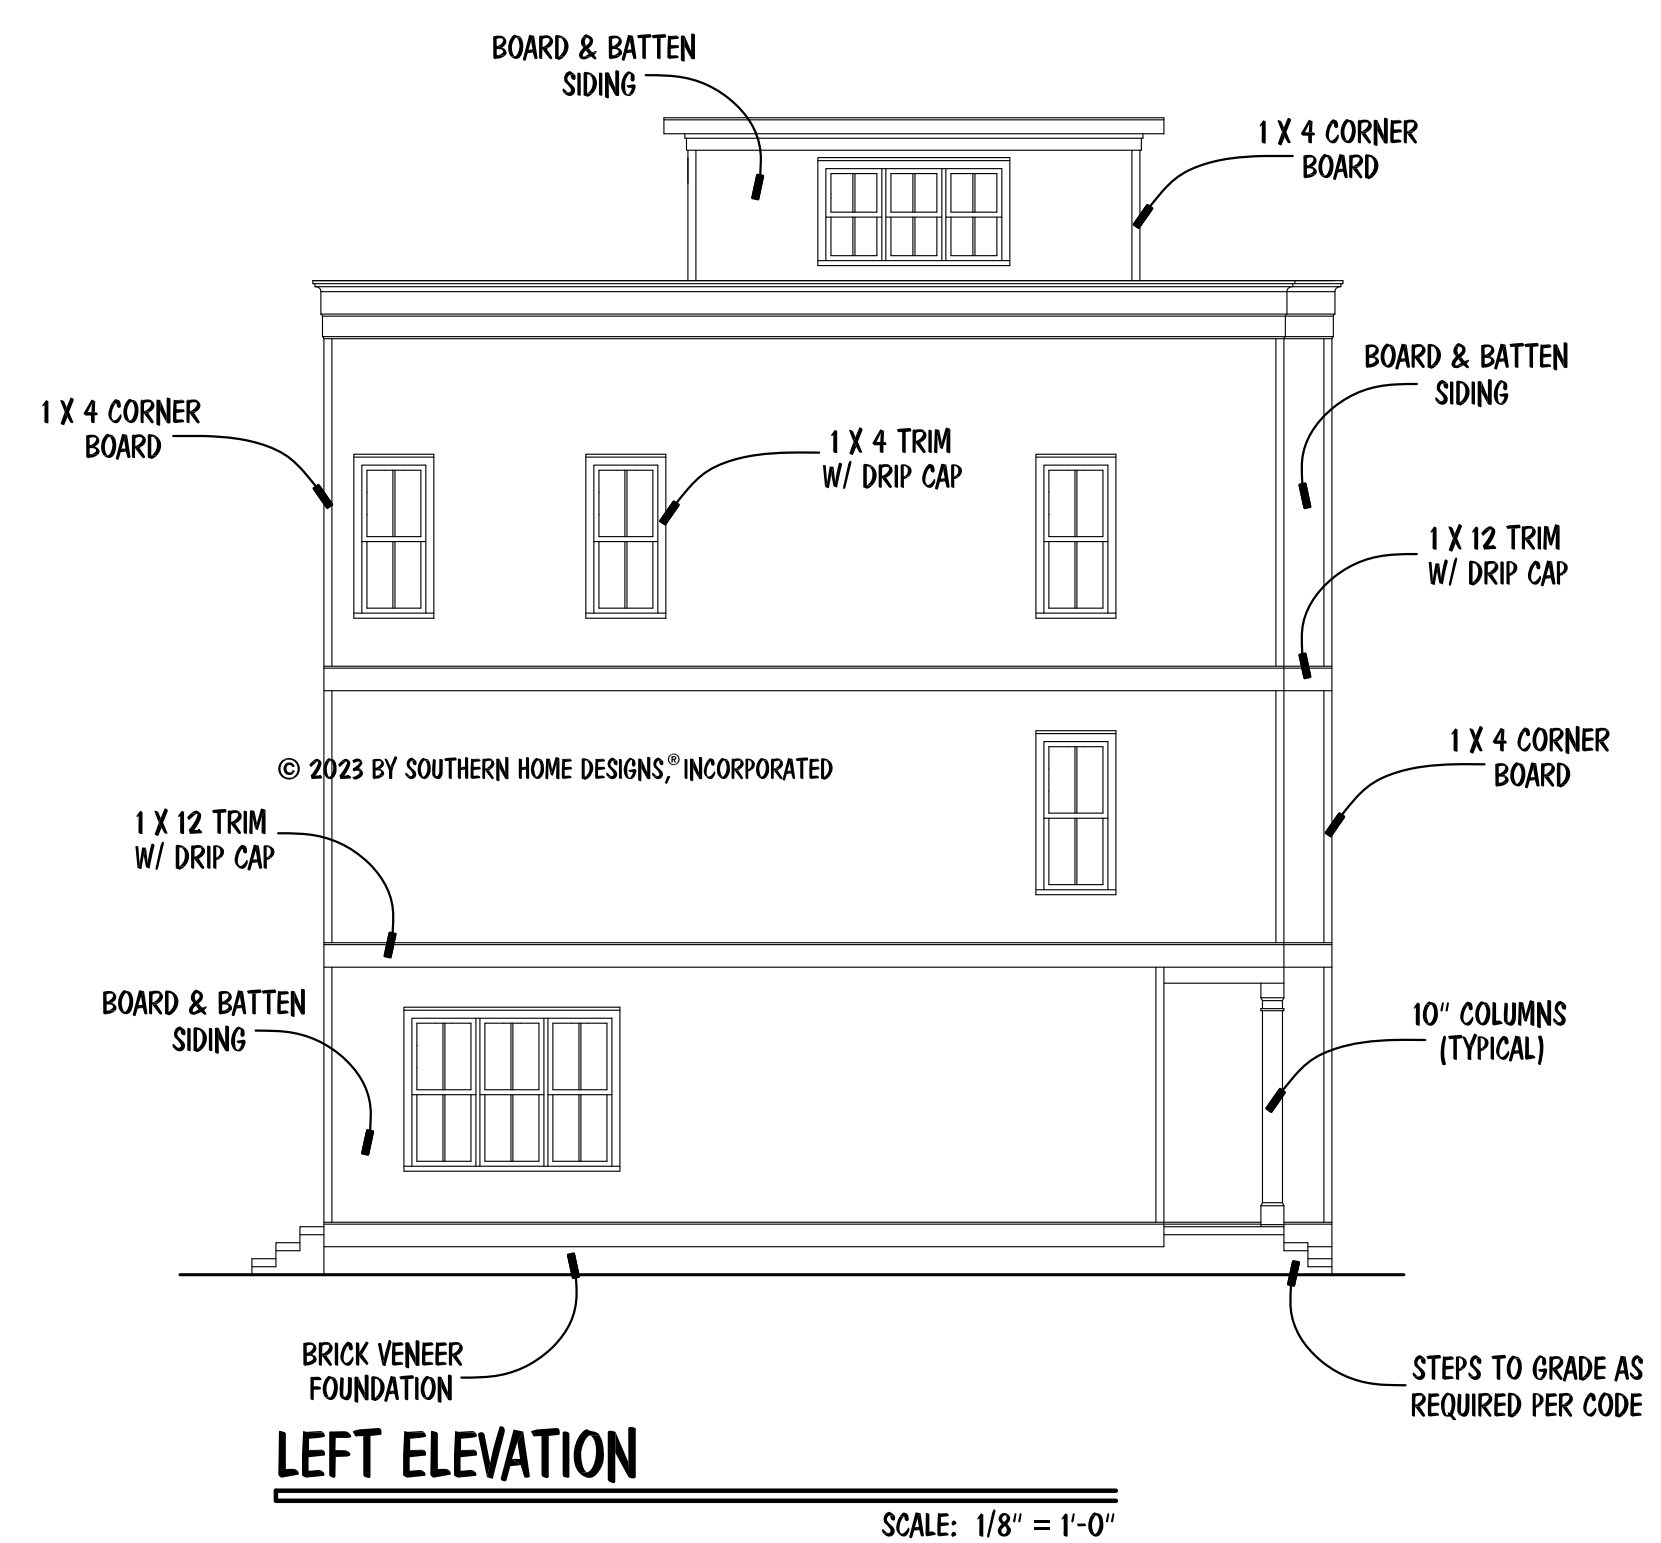 BOARD & BATTEN
SIDING
1 X 4 CORNER
BOARD
BOARD & BATTEN
SIDING
1 X 4 CORNER
BOARD
1 X 4 TRIM
W/ DRIP CAP
1 X 12 TRIM
W/ DRIP CAP
1 X 4 CORNER
BOARD
© 2023 BY SOUTHERN HOME DESIGNS,® INCORPORATED
1 X 12 TRIM
W/ DRIP CAP
BOARD & BATTEN
SIDING
10" COLUMNS
(TYPICAL)
BRICK VENEER
FOUNDATION
STEPS TO GRADE AS
REQUIRED PER CODE
LEFT ELEVATION
SCALE: 1/8" = 1'-0"